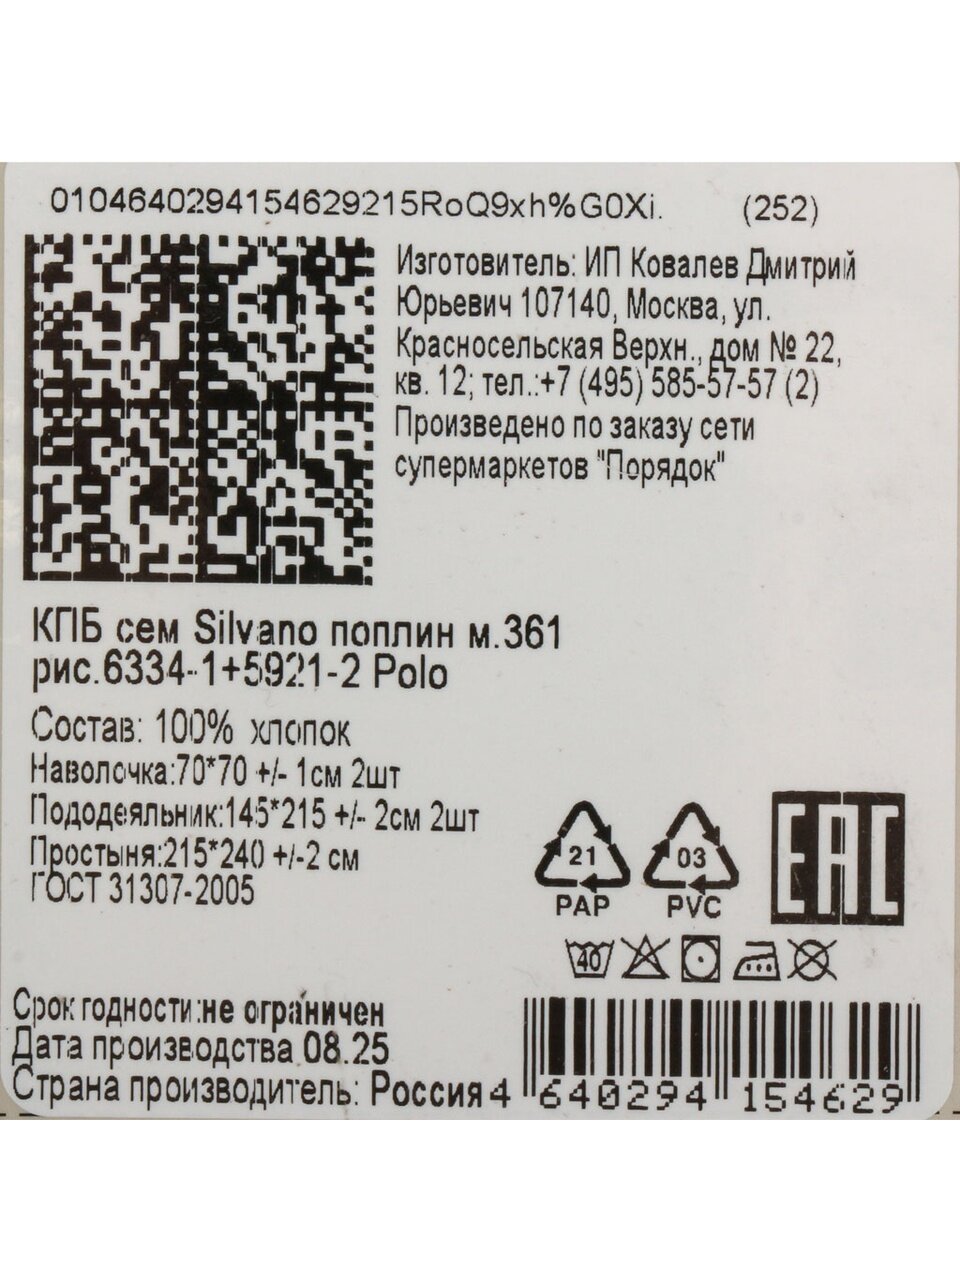 0104640294154629215RoQ9xh%G0Xi. (252)
Изготовитель: ИП Ковалев Дмитрий
Юрьевич 107140, Москва, ул.
Красносельская Верхн., дом № 22,
кв. 12; тел.:+7 (495) 585-57-57 (2)
Произведено по заказу сети
супермаркетов "Порядок"
КПБ сем Silvano поплин м.361
рис.6334-1+5921-2 Polo
Состав: 100% хлопок
Наволочка:70*70 +/- 1см 2шт
Пододеяльник:145*215 +/- 2см 2шт
Простыня:215*240 +/-2 см
ГОСТ 31307-2005
21
PAP
03
PVC
EAC
40
Срок годности:не ограничен
Дата производства 08.25
Страна производитель: Россия
4 640294 154629